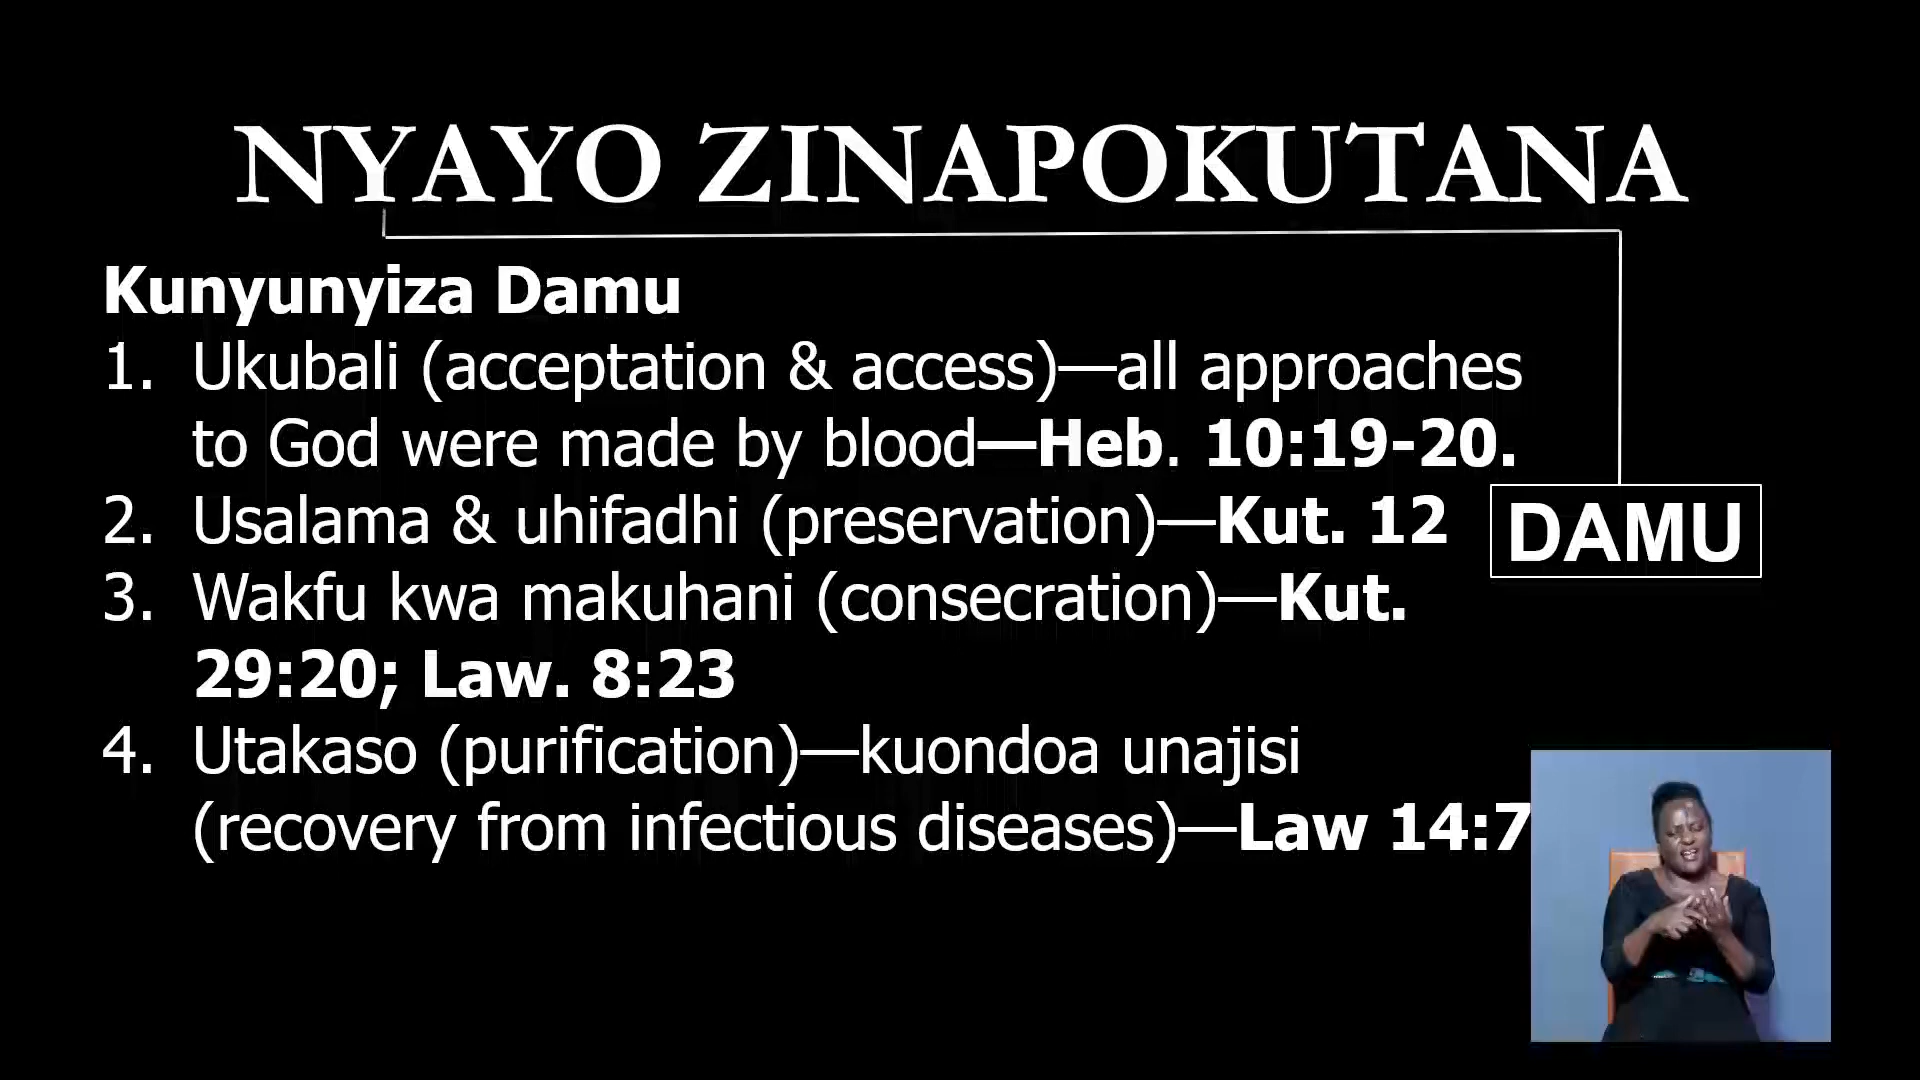 NYAYO ZINAPOKUTANA
Kunyunyiza Damu
1. Ukubali (acceptation & access)—all approaches
to God were made by blood—Heb. 10:19-20.
2. Usalama & uhifadhi (preservation)—Kut. 12
DAMU
3. Wakfu kwa makuhani (consecration)—Kut.
29:20; Law. 8:23
4. Utakaso (purification)—kuondoa unajisi
(recovery from infectious diseases)—Law 14:7